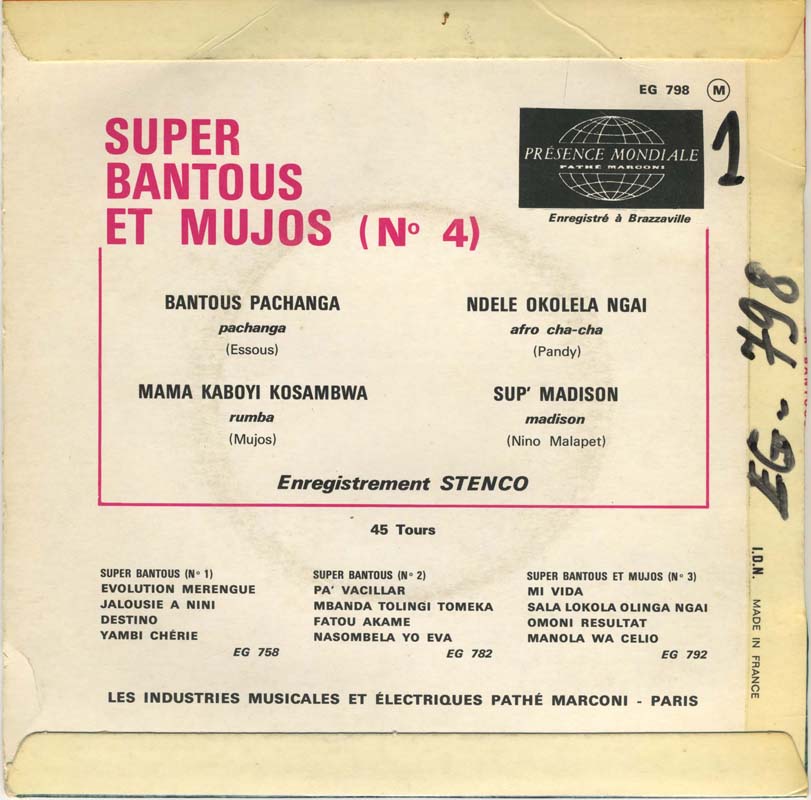 EG 798 M
SUPER
BANTOUS
ET MUJOS (Nº 4)
PRÉSENCE MONDIALE
PATHÉ MARCONI
Enregistré à Brazzaville
1
BANTOUS PACHANGA
pachanga
(Essous)
MAMA KABOYI KOSAMBWA
rumba
(Mujos)
NDELE OKOLELA NGAI
afro cha-cha
(Pandy)
SUP' MADISON
madison
(Nino Malapet)
Enregistrement STENCO
45 Tours
SUPER BANTOUS (Nº 1)
EVOLUTION MERENGUE
JALOUSIE A NINI
DESTINO
YAMBI CHÉRIE
EG 758
SUPER BANTOUS (Nº 2)
PA' VACILLAR
MBANDA TOLINGI TOMEKA
FATOU AKAME
NASOMBELA YO EVA
EG 782
SUPER BANTOUS ET MUJOS (Nº 3)
MI VIDA
SALA LOKOLA OLINGA NGAI
OMONI RESULTAT
MANOLA WA CELIO
EG 792
LES INDUSTRIES MUSICALES ET ÉLECTRIQUES PATHÉ MARCONI - PARIS
EG - 798
I.D.N. MADE IN FRANCE